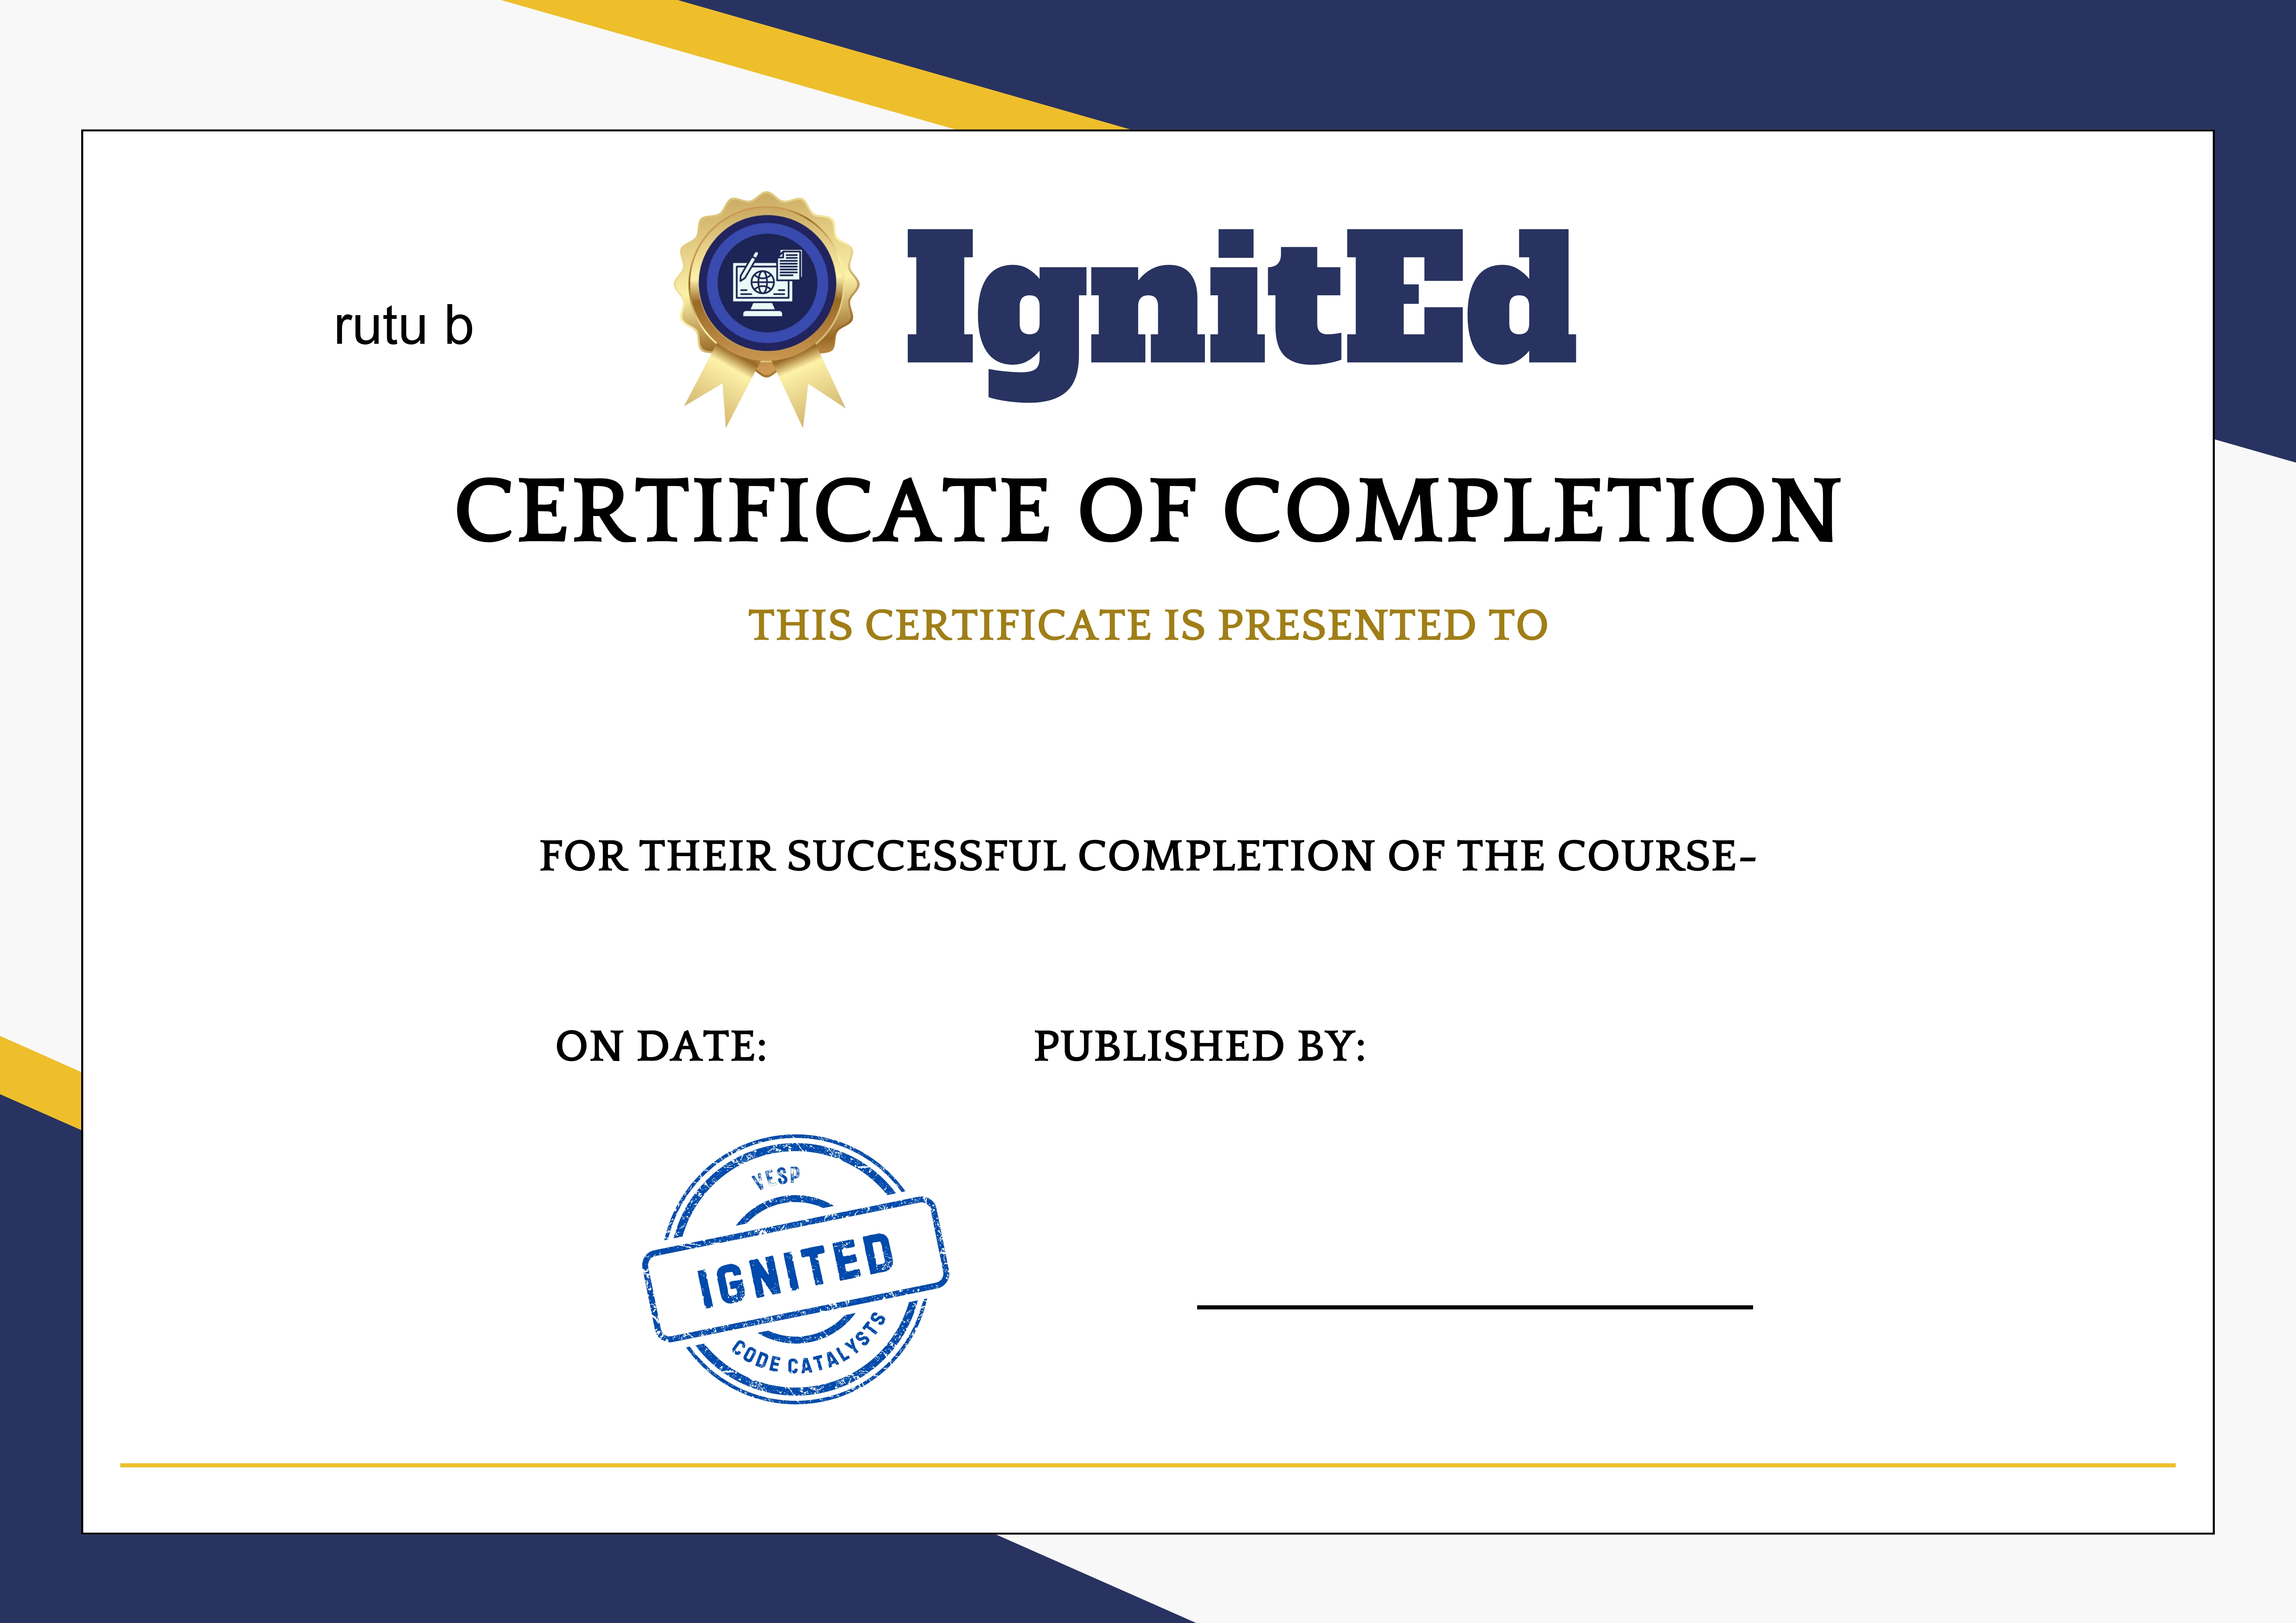 IgnitEd
rutu b
CERTIFICATE OF COMPLETION
THIS CERTIFICATE IS PRESENTED TO
FOR THEIR SUCCESSFUL COMPLETION OF THE COURSE-
ON DATE: PUBLISHED BY:
VESP
IGNITED
CODE CATALYSTS